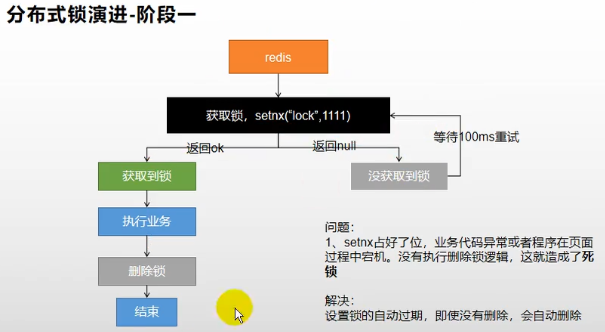 分布式锁演进-阶段一
redis
获取锁，setnx(“lock”,1111)
等待100ms重试
返回ok
返回null
获取到锁
没获取到锁
执行业务
删除锁
结束
问题：
1、setnx占好了位，业务代码异常或者程序在页面
过程中宕机。没有执行删除锁逻辑，这就造成了死
锁
解决：
设置锁的自动过期，即使没有删除，会自动删除